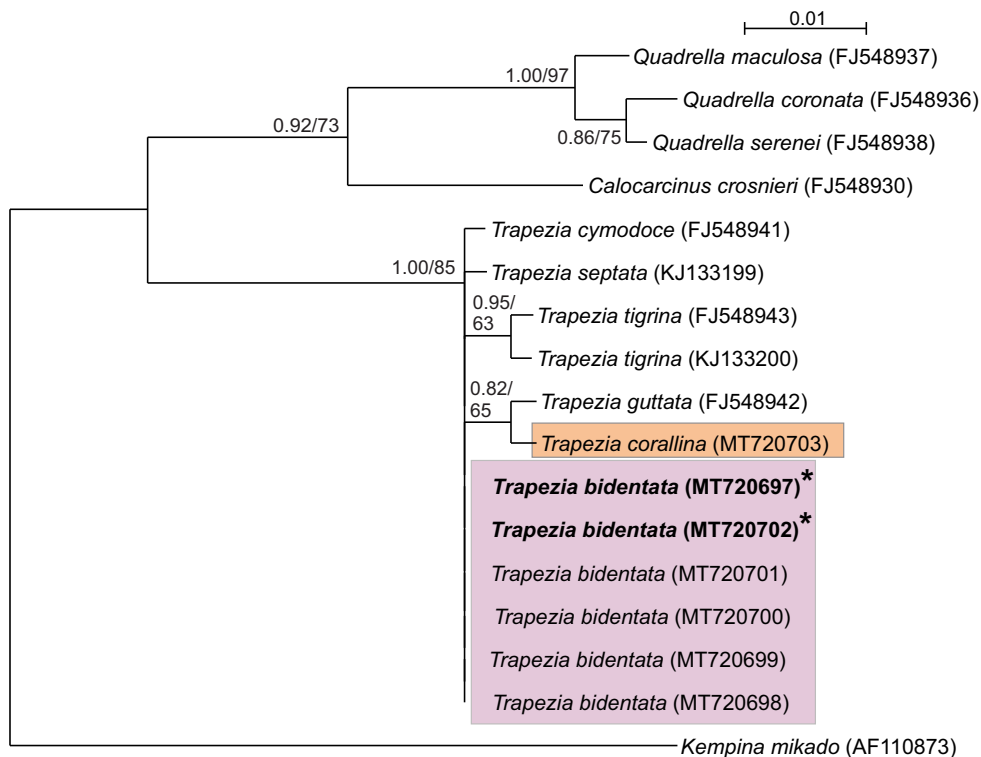 0.01
Quadrella maculosa (FJ548937)
1.00/97
Quadrella coronata (FJ548936)
0.92/73
0.86/75
Quadrella serenei (FJ548938)
Calocarcinus crosnieri (FJ548930)
Trapezia cymodoce (FJ548941)
1.00/85
Trapezia septata (KJ133199)
0.95/
63
Trapezia tigrina (FJ548943)
Trapezia tigrina (KJ133200)
0.82/
65
Trapezia guttata (FJ548942)
Trapezia corallina (MT720703)
Trapezia bidentata (MT720697)*
Trapezia bidentata (MT720702)*
Trapezia bidentata (MT720701)
Trapezia bidentata (MT720700)
Trapezia bidentata (MT720699)
Trapezia bidentata (MT720698)
Kempina mikado (AF110873)